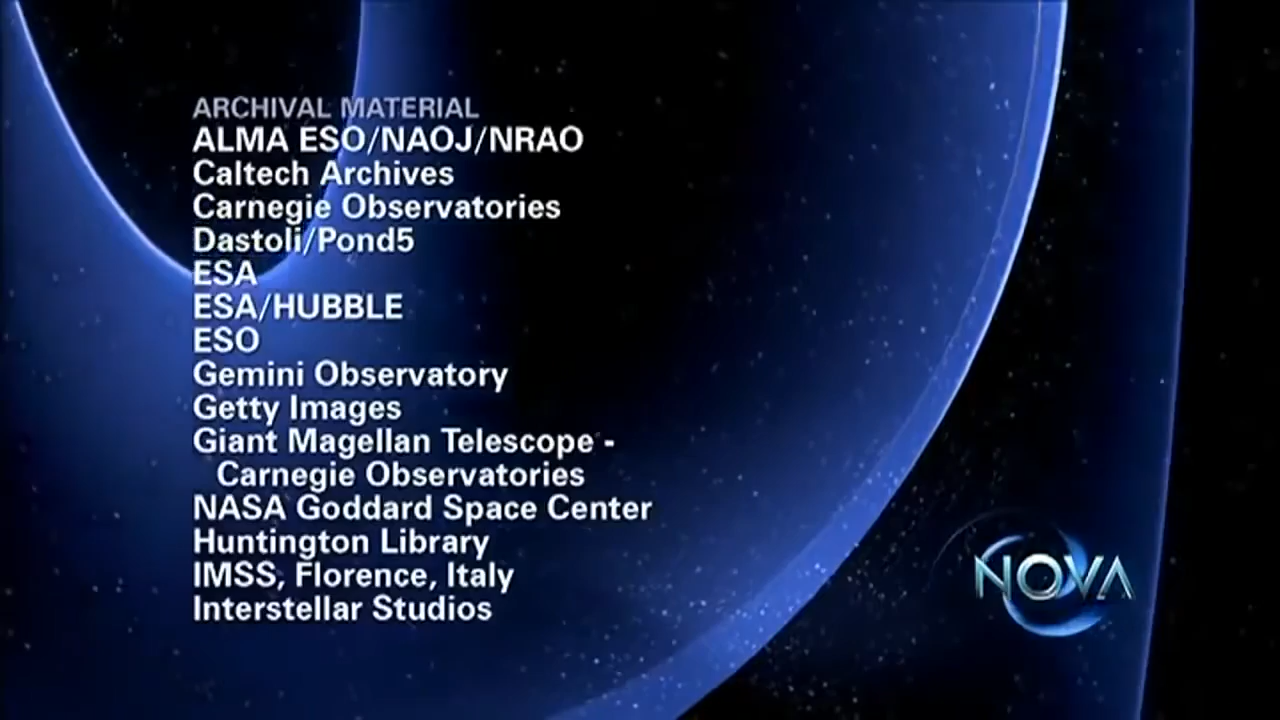 ARCHIVAL MATERIAL
ALMA ESO/NAOJ/NRAO
Caltech Archives
Carnegie Observatories
Dastoli/Pond5
ESA
ESA/HUBBLE
ESO
Gemini Observatory
Getty Images
Giant Magellan Telescope -
Carnegie Observatories
NASA Goddard Space Center
Huntington Library
IMSS, Florence, Italy
Interstellar Studios
NOVA